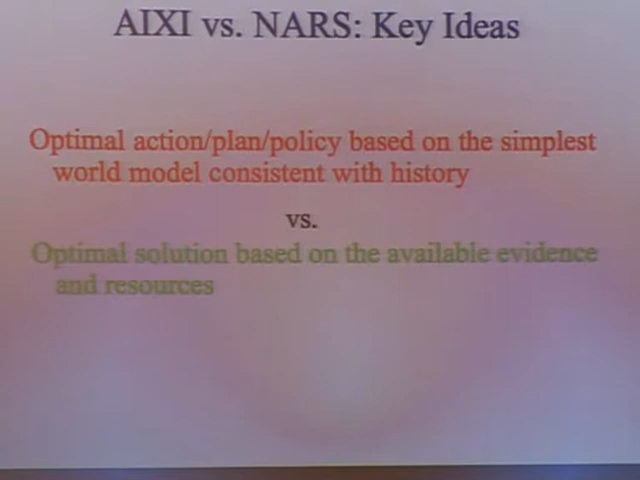 AIXI vs. NARS: Key Ideas
Optimal action/plan/policy based on the simplest
world model consistent with history
vs.
Optimal solution based on the available evidence
and resources